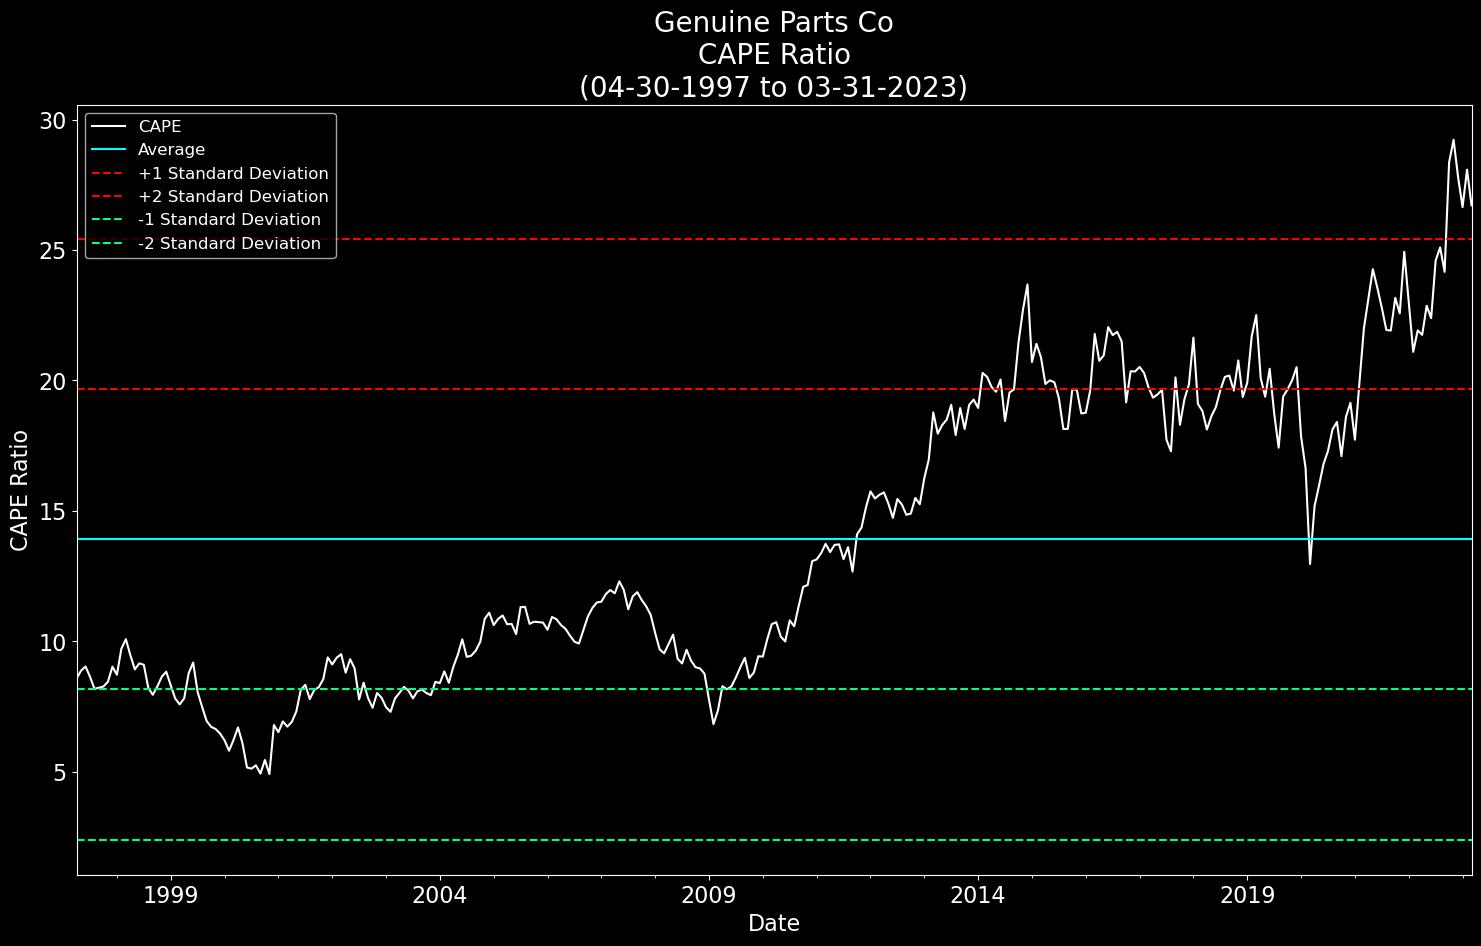 Genuine Parts Co
CAPE Ratio
(04-30-1997 to 03-31-2023)
CAPE
Average
+1 Standard Deviation
+2 Standard Deviation
-1 Standard Deviation
-2 Standard Deviation
30
25
20
15
10
5
CAPE Ratio
1999 2004 2009 2014 2019
Date